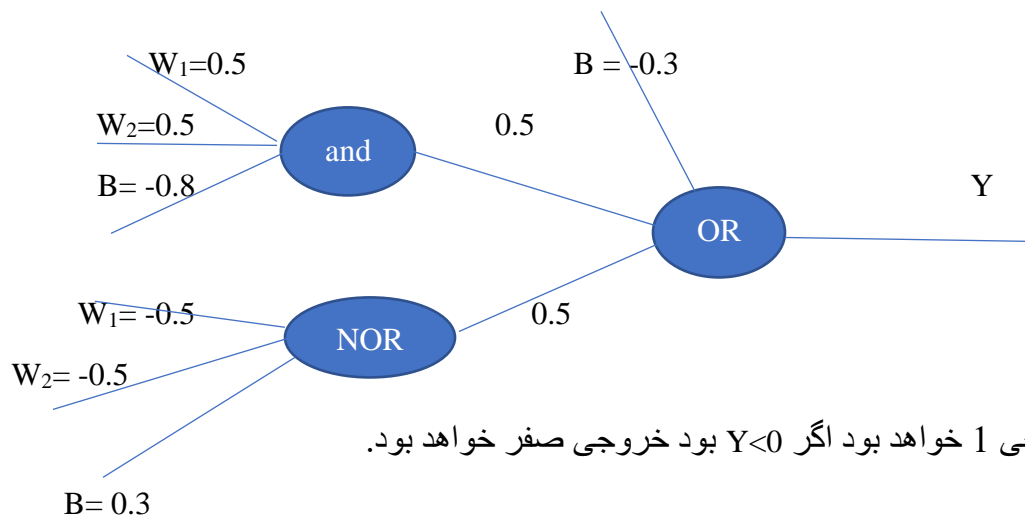 W1=0.5
B = -0.3
W2=0.5
0.5
and
B= -0.8
Y
OR
W1= -0.5
0.5
NOR
W2= -0.5
1 خواهد بود اگر Y<0 بود خروجی صفر خواهد بود.
B= 0.3